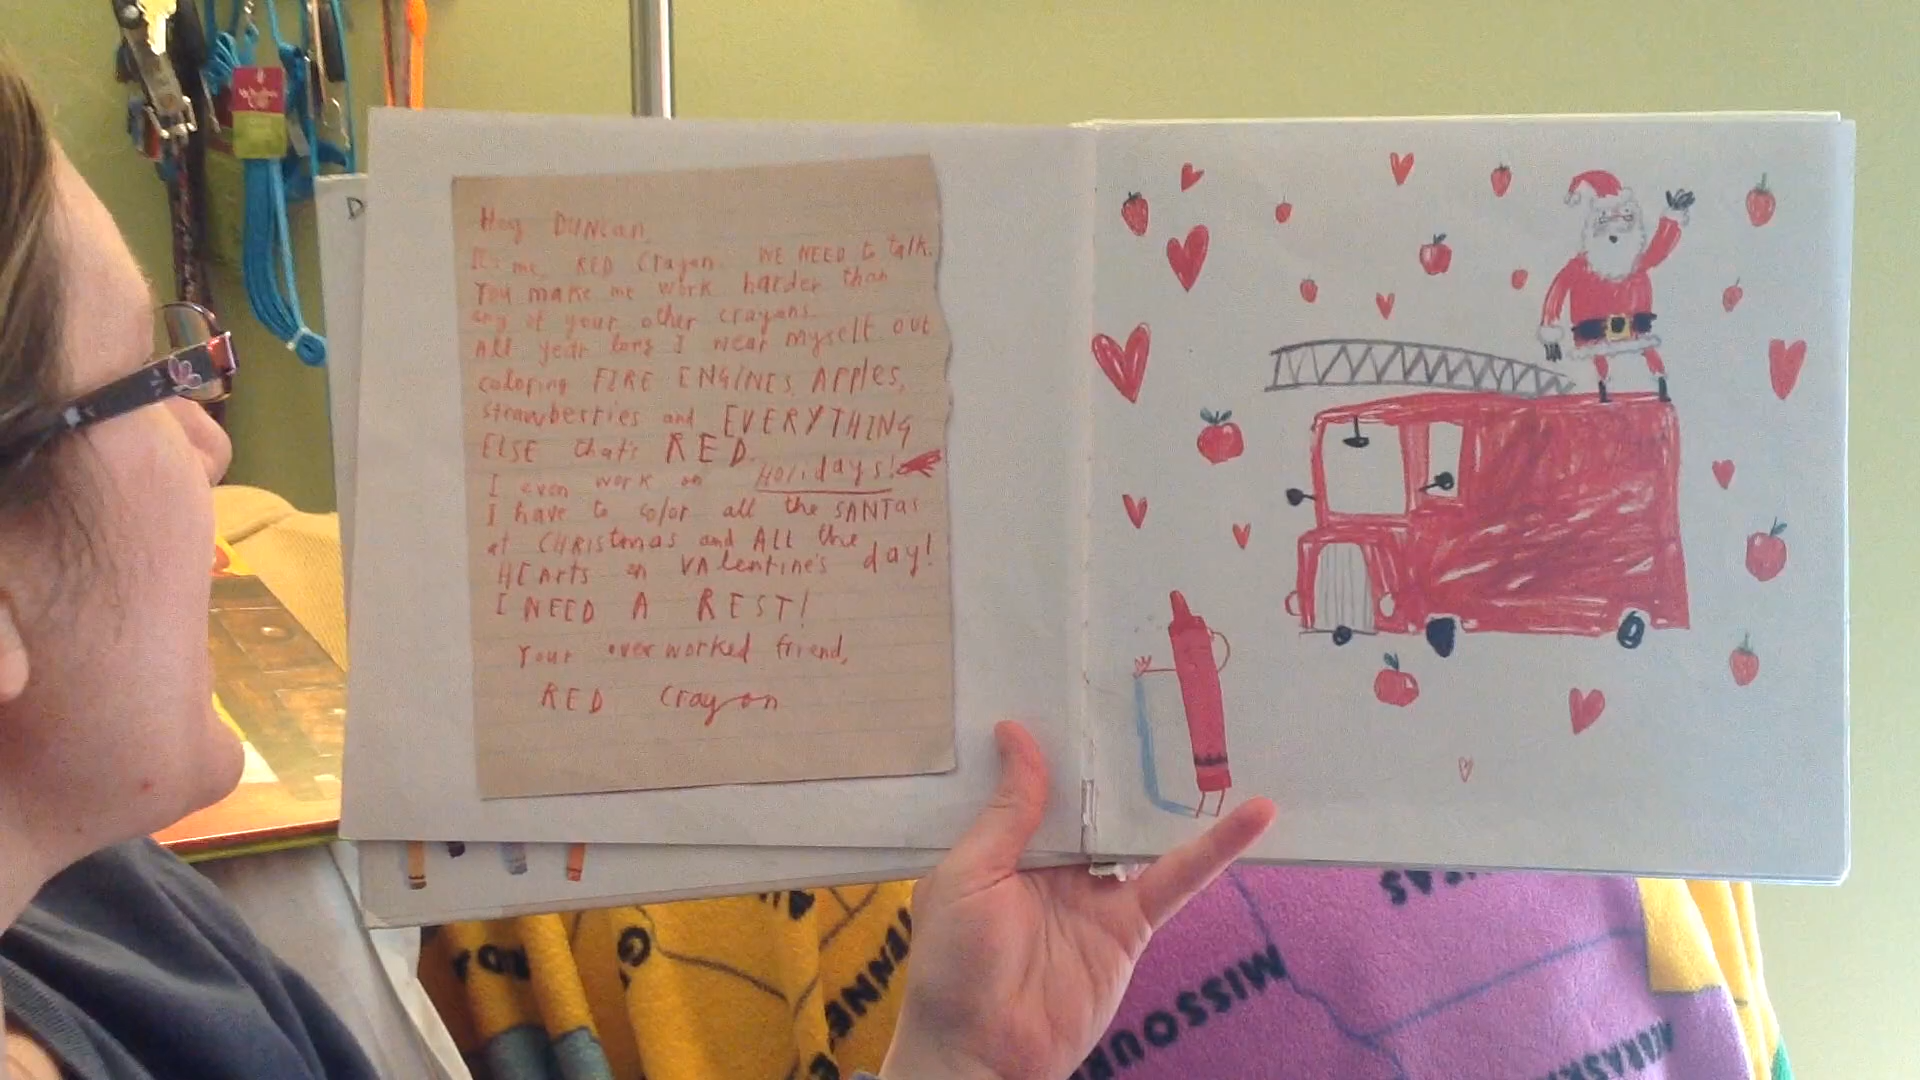 Hey DUNCan,
It's me, RED Crayon. WE NEED to talk.
You make me work harder than
any of your other crayons.
All year long I wear myself out
coloring FIRE ENGINES, Apples,
Strawberries and EVERYTHING
ELSE that's RED.
I even work on Holidays!
I have to color all the SANTAS
at CHRIStmas and ALL the
HEArts on VAlentine's day!
I NEED A REST!
Your overworked friend,
RED Crayon
D
MISSOURI